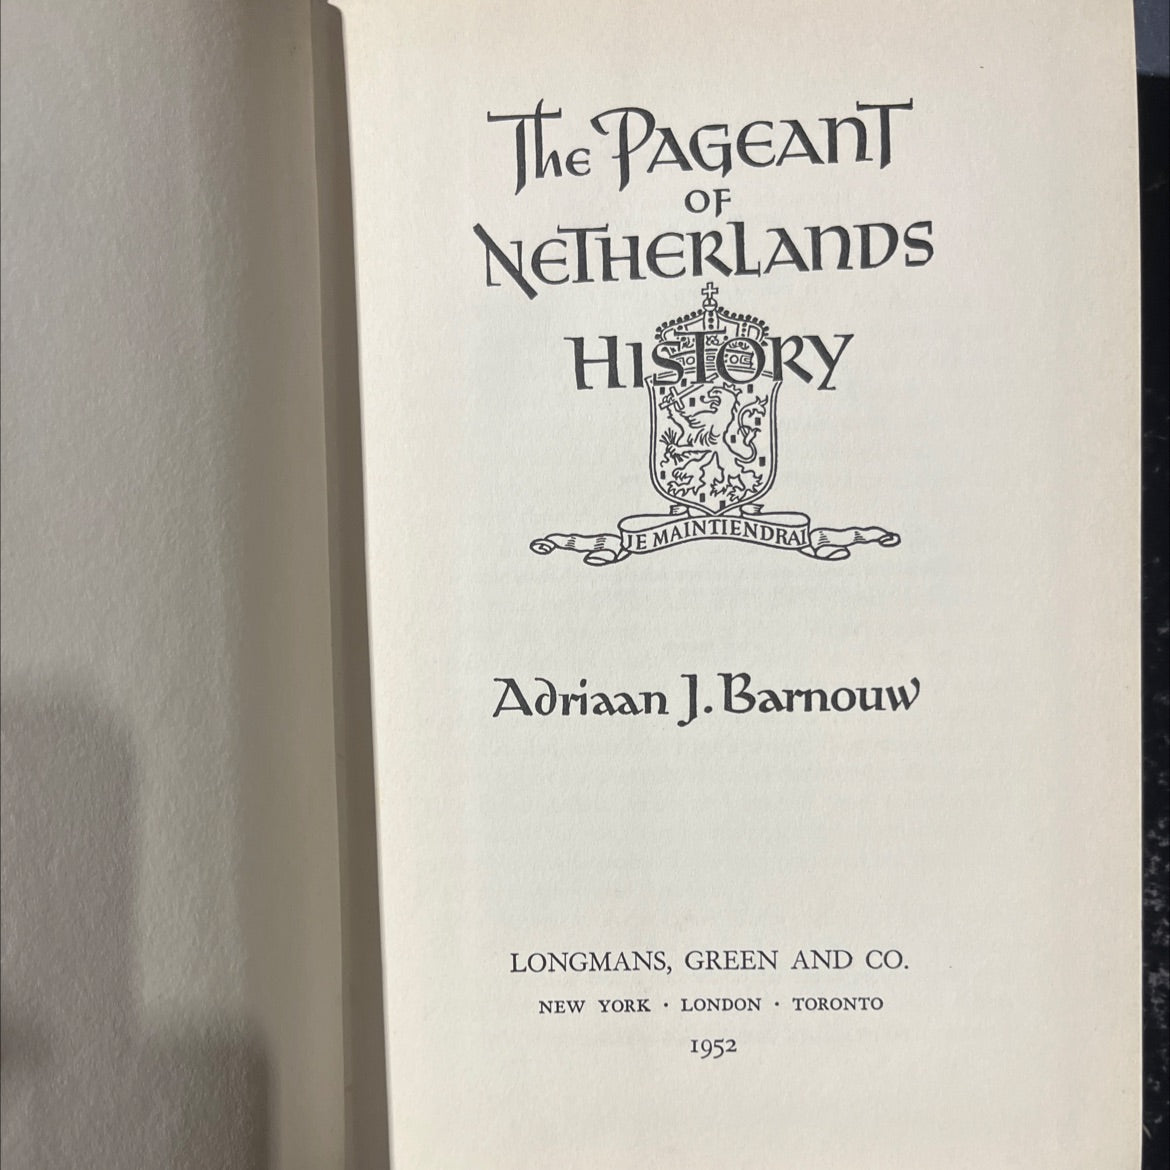 The Pageant
of
Netherlands
History
JE MAINTIENDRAI
Adriaan J. Barnouw
LONGMANS, GREEN AND CO.
NEW YORK · LONDON · TORONTO
1952